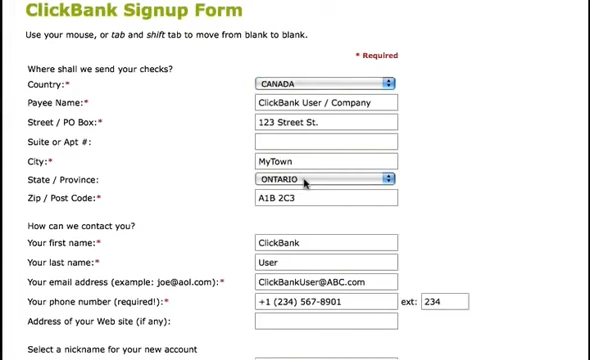 ClickBank Signup Form
Use your mouse, or tab and shift tab to move from blank to blank.
* Required
Where shall we send your checks?
Country:* CANADA
Payee Name:* ClickBank User / Company
Street / PO Box:* 123 Street St.
Suite or Apt #:
City:* MyTown
State / Province: ONTARIO
Zip / Post Code:* A1B 2C3
How can we contact you?
Your first name:* ClickBank
Your last name:* User
Your email address (example: joe@aol.com):* ClickBankUser@ABC.com
Your phone number (required!):* +1 (234) 567-8901 ext: 234
Address of your Web site (if any):
Select a nickname for your new account